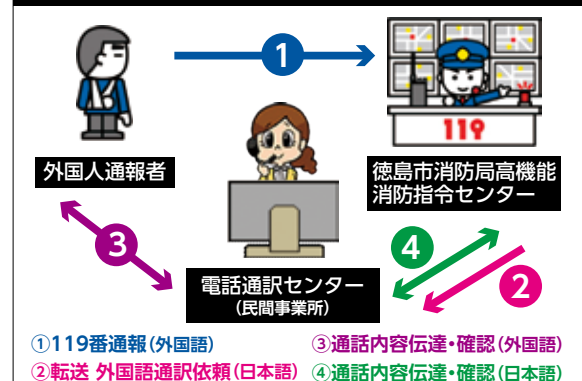 ①
119
外国人通報者
徳島市消防局高機能
消防指令センター
③
④
②
電話通訳センター
(民間事業所)
①119番通報(外国語)
③通話内容伝達・確認(外国語)
②転送 外国語通訳依頼(日本語)
④通話内容伝達・確認(日本語)